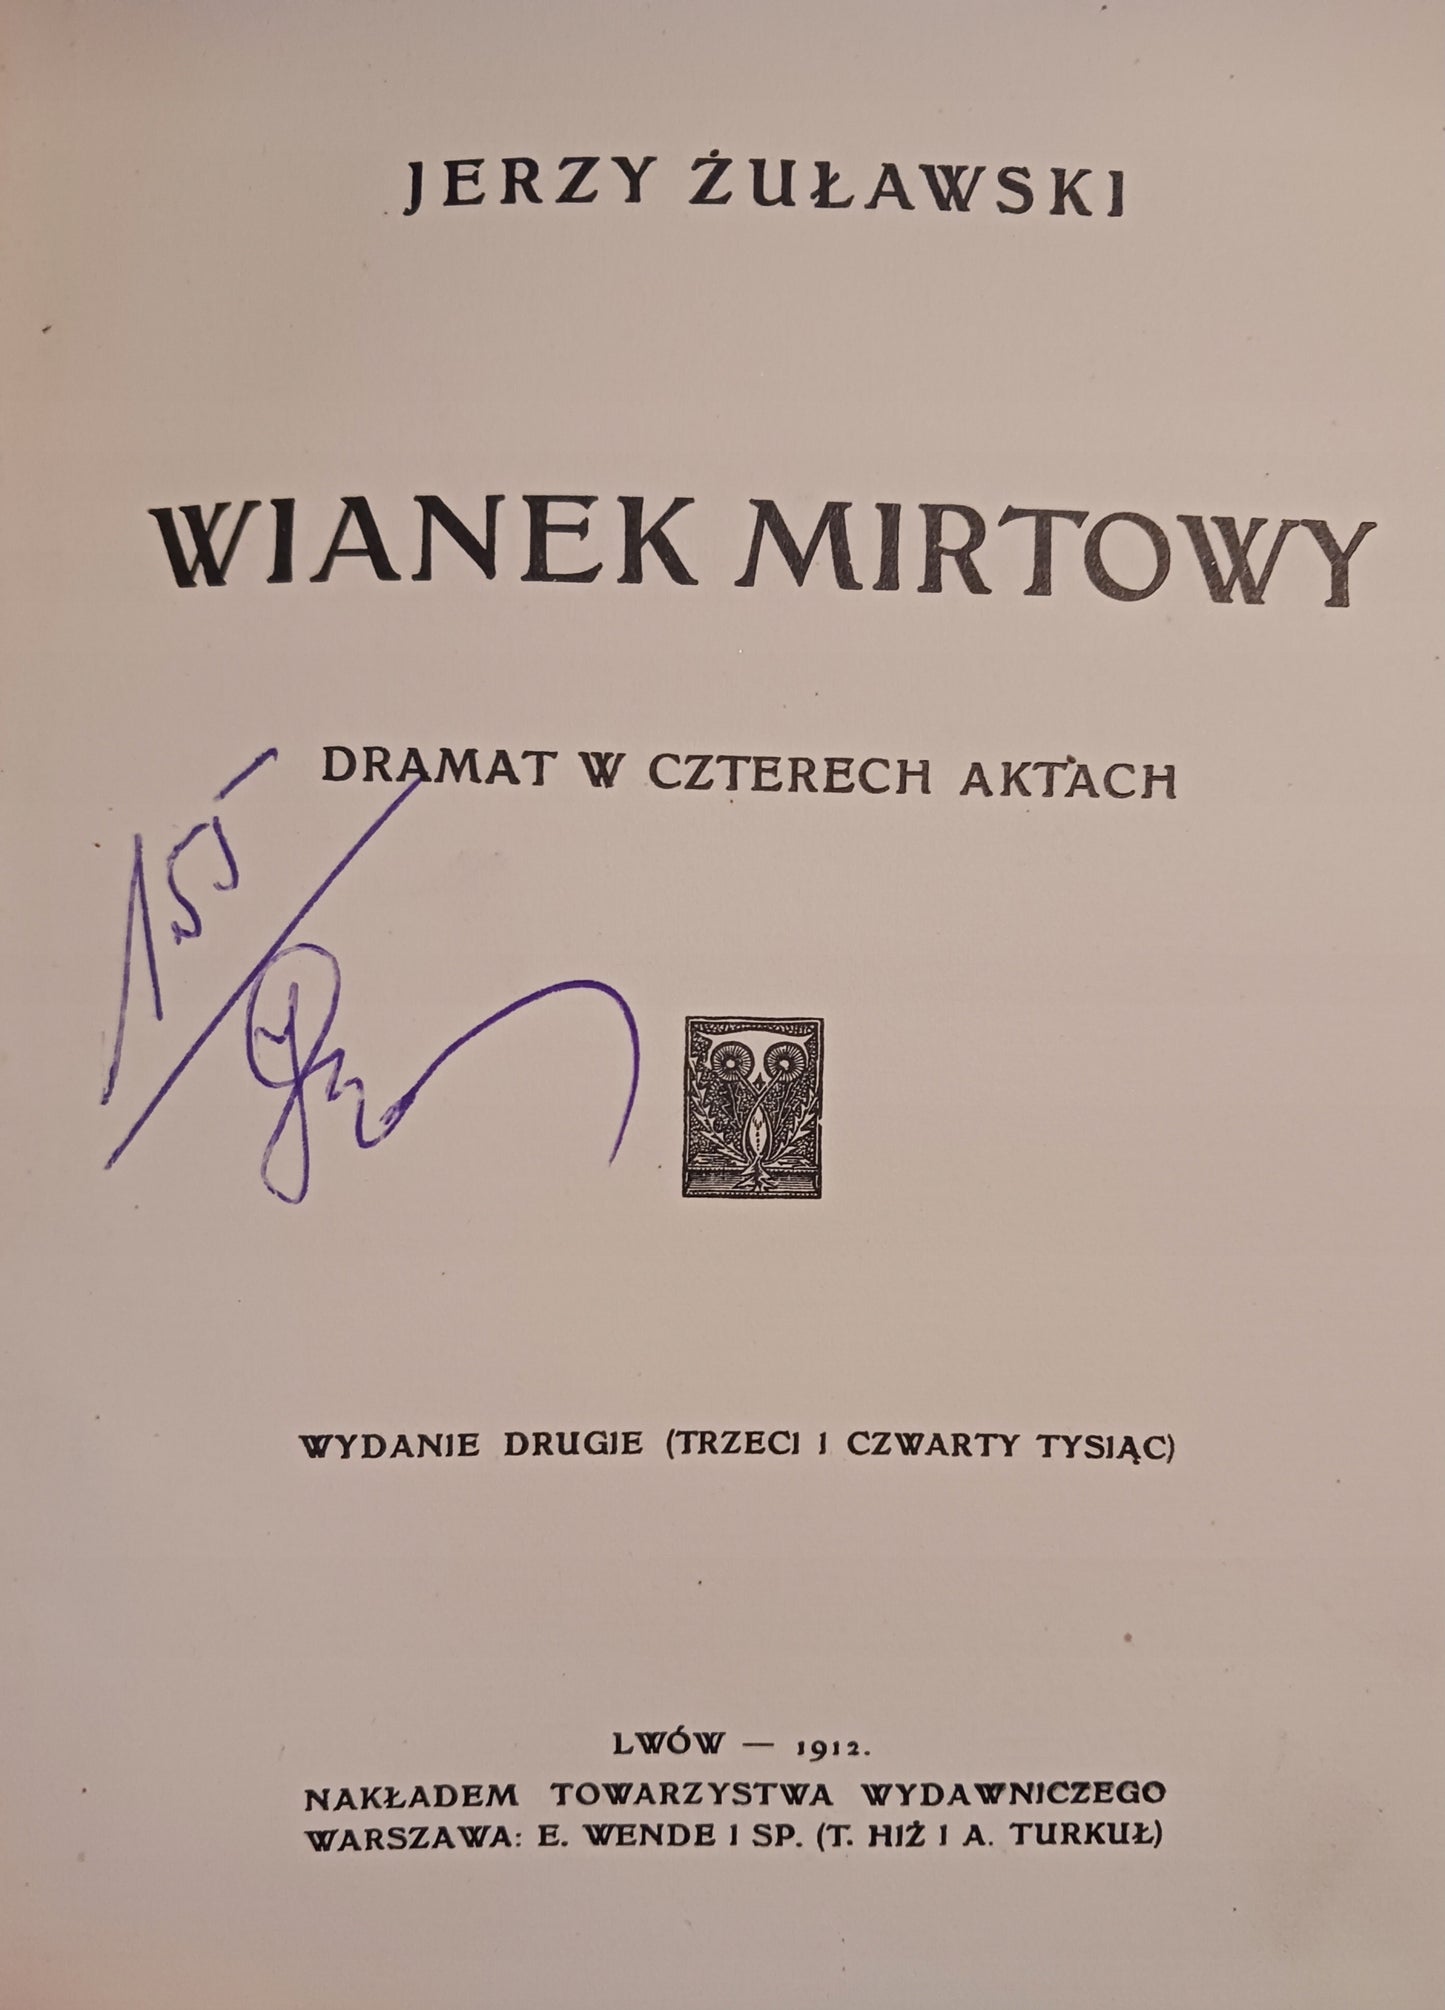 JERZY ŻUŁAWSKI
WIANEK MIRTOWY
DRAMAT W CZTERECH AKTACH
15
WYDANIE DRUGIE (TRZECI I CZWARTY TYSIĄC)
LWÓW — 1912.
NAKŁADEM TOWARZYSTWA WYDAWNICZEGO
WARSZAWA: E. WENDE I SP. (T. HIŻ I A. TURKUŁ)